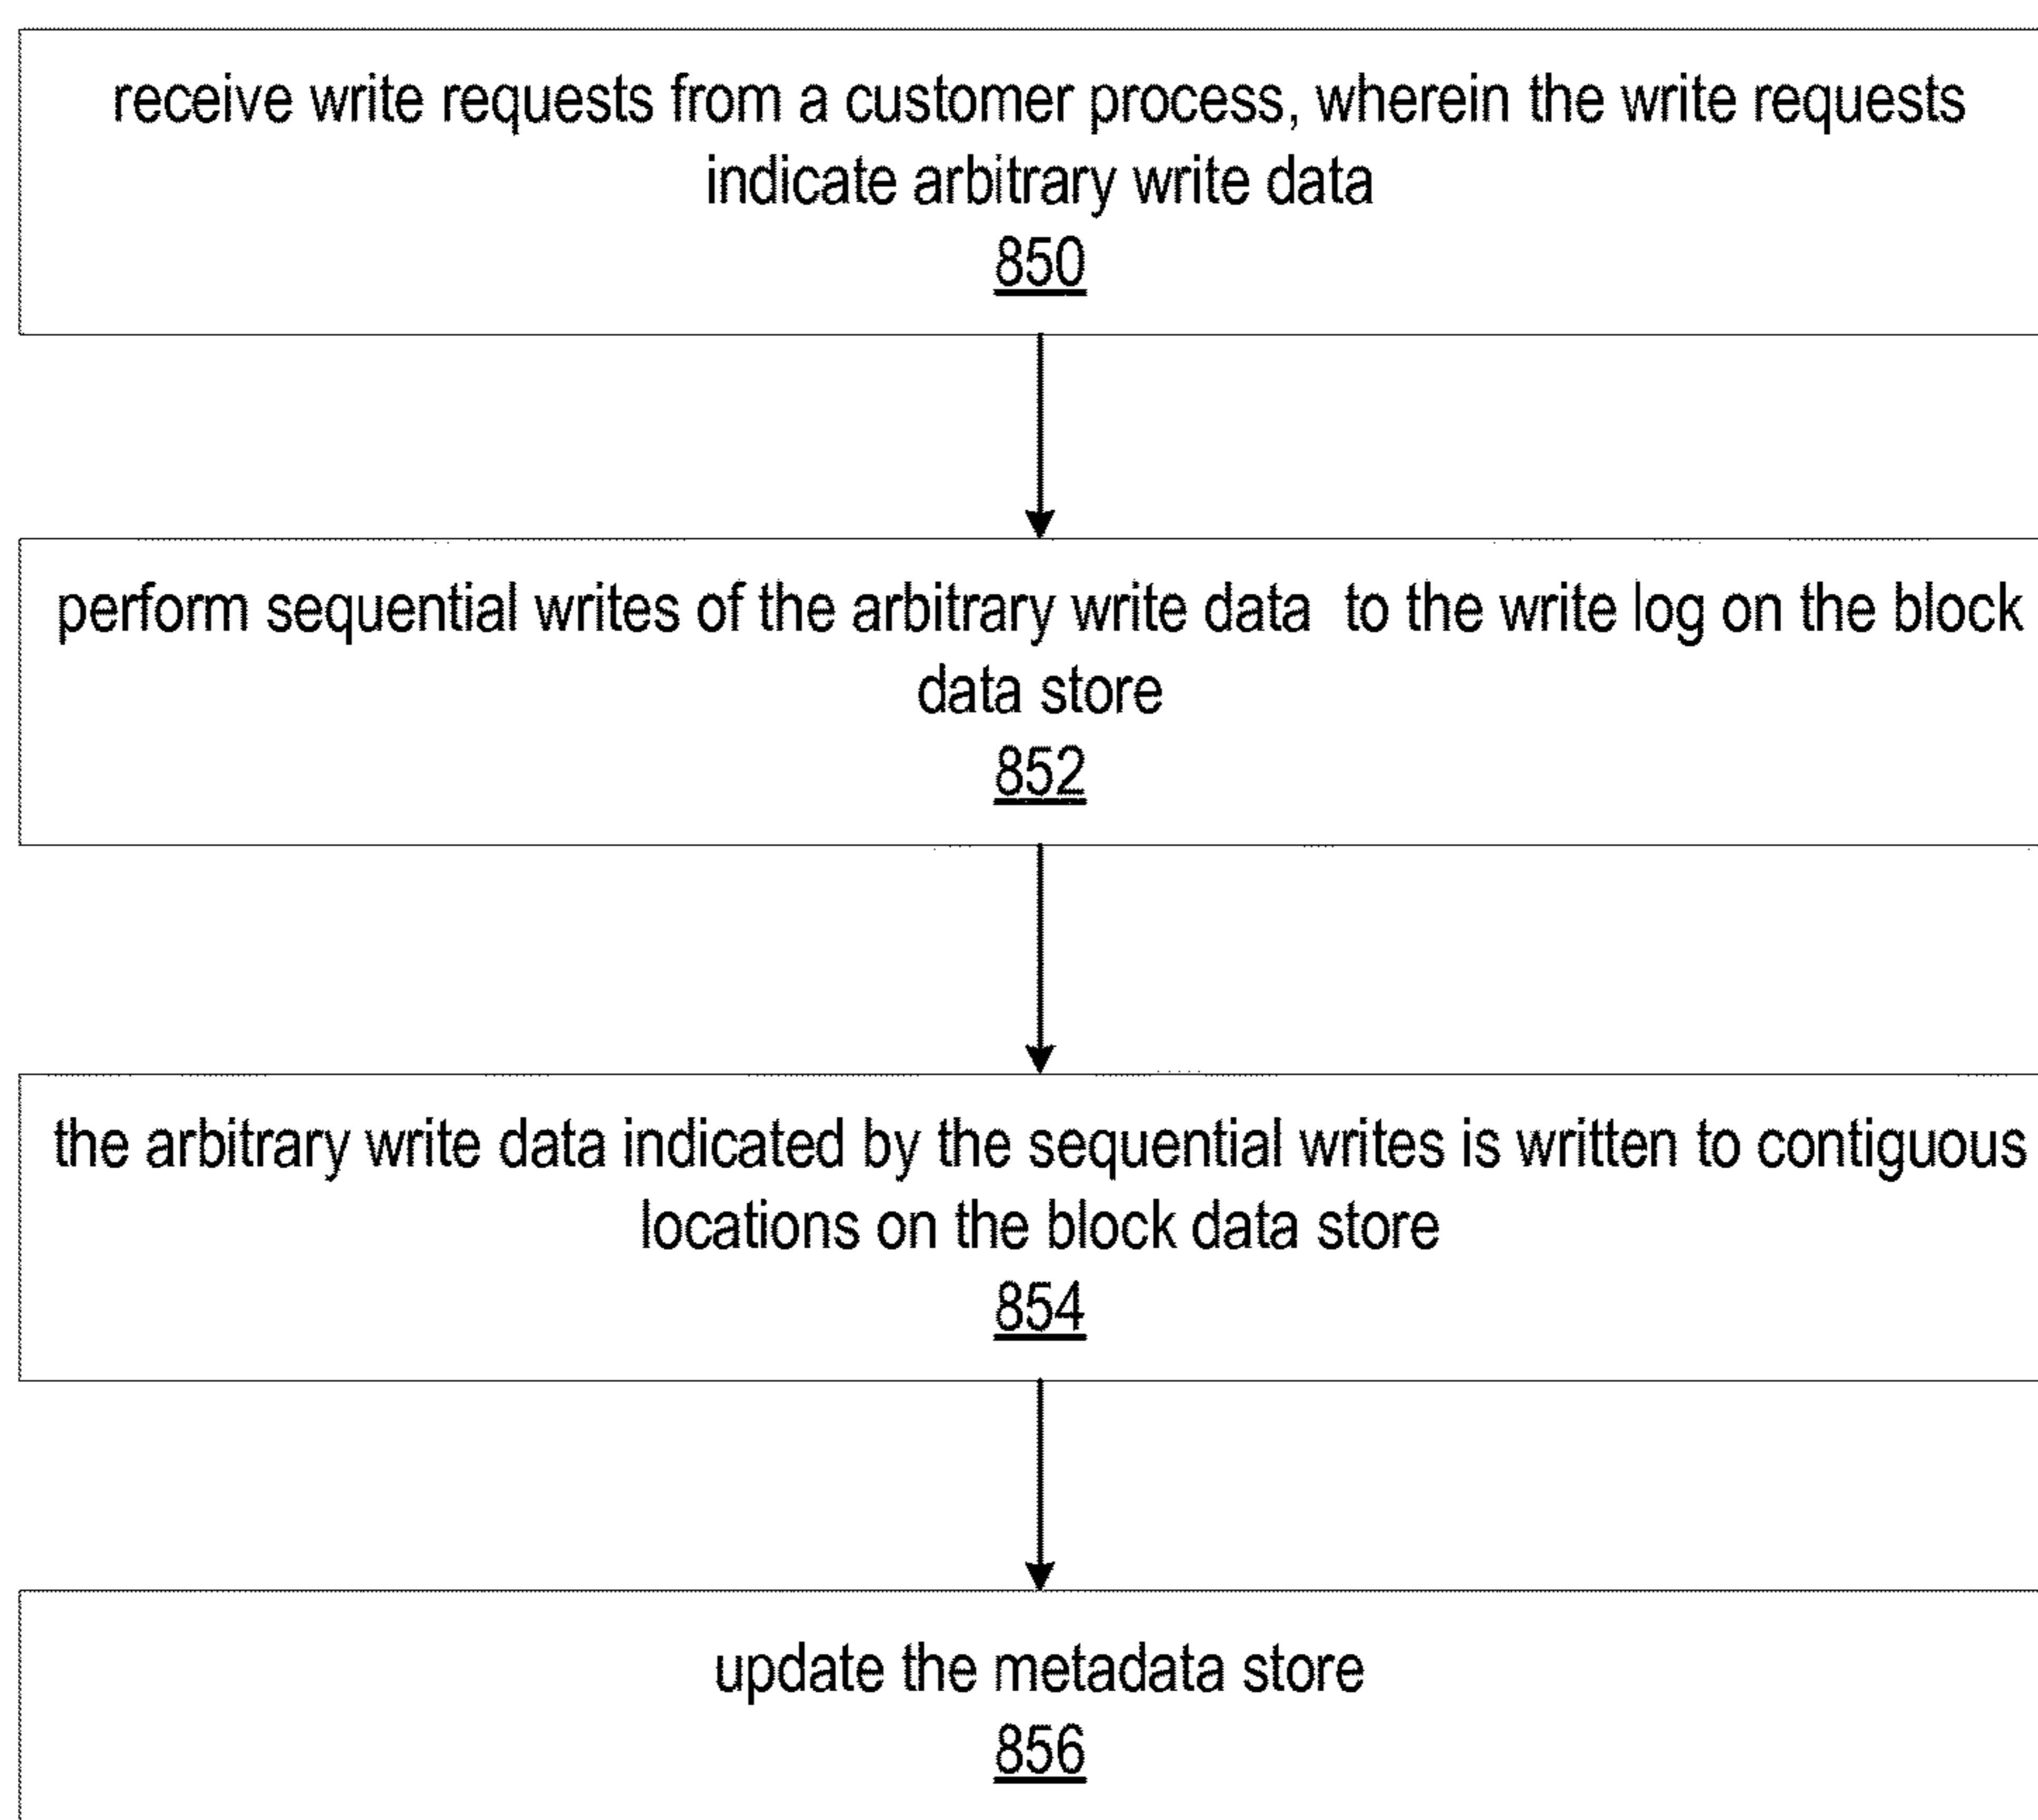 receive write requests from a customer process, wherein the write requests
indicate arbitrary write data
850
perform sequential writes of the arbitrary write data  to the write log on the block
data store
852
the arbitrary write data indicated by the sequential writes is written to contiguous
locations on the block data store
854
update the metadata store
856